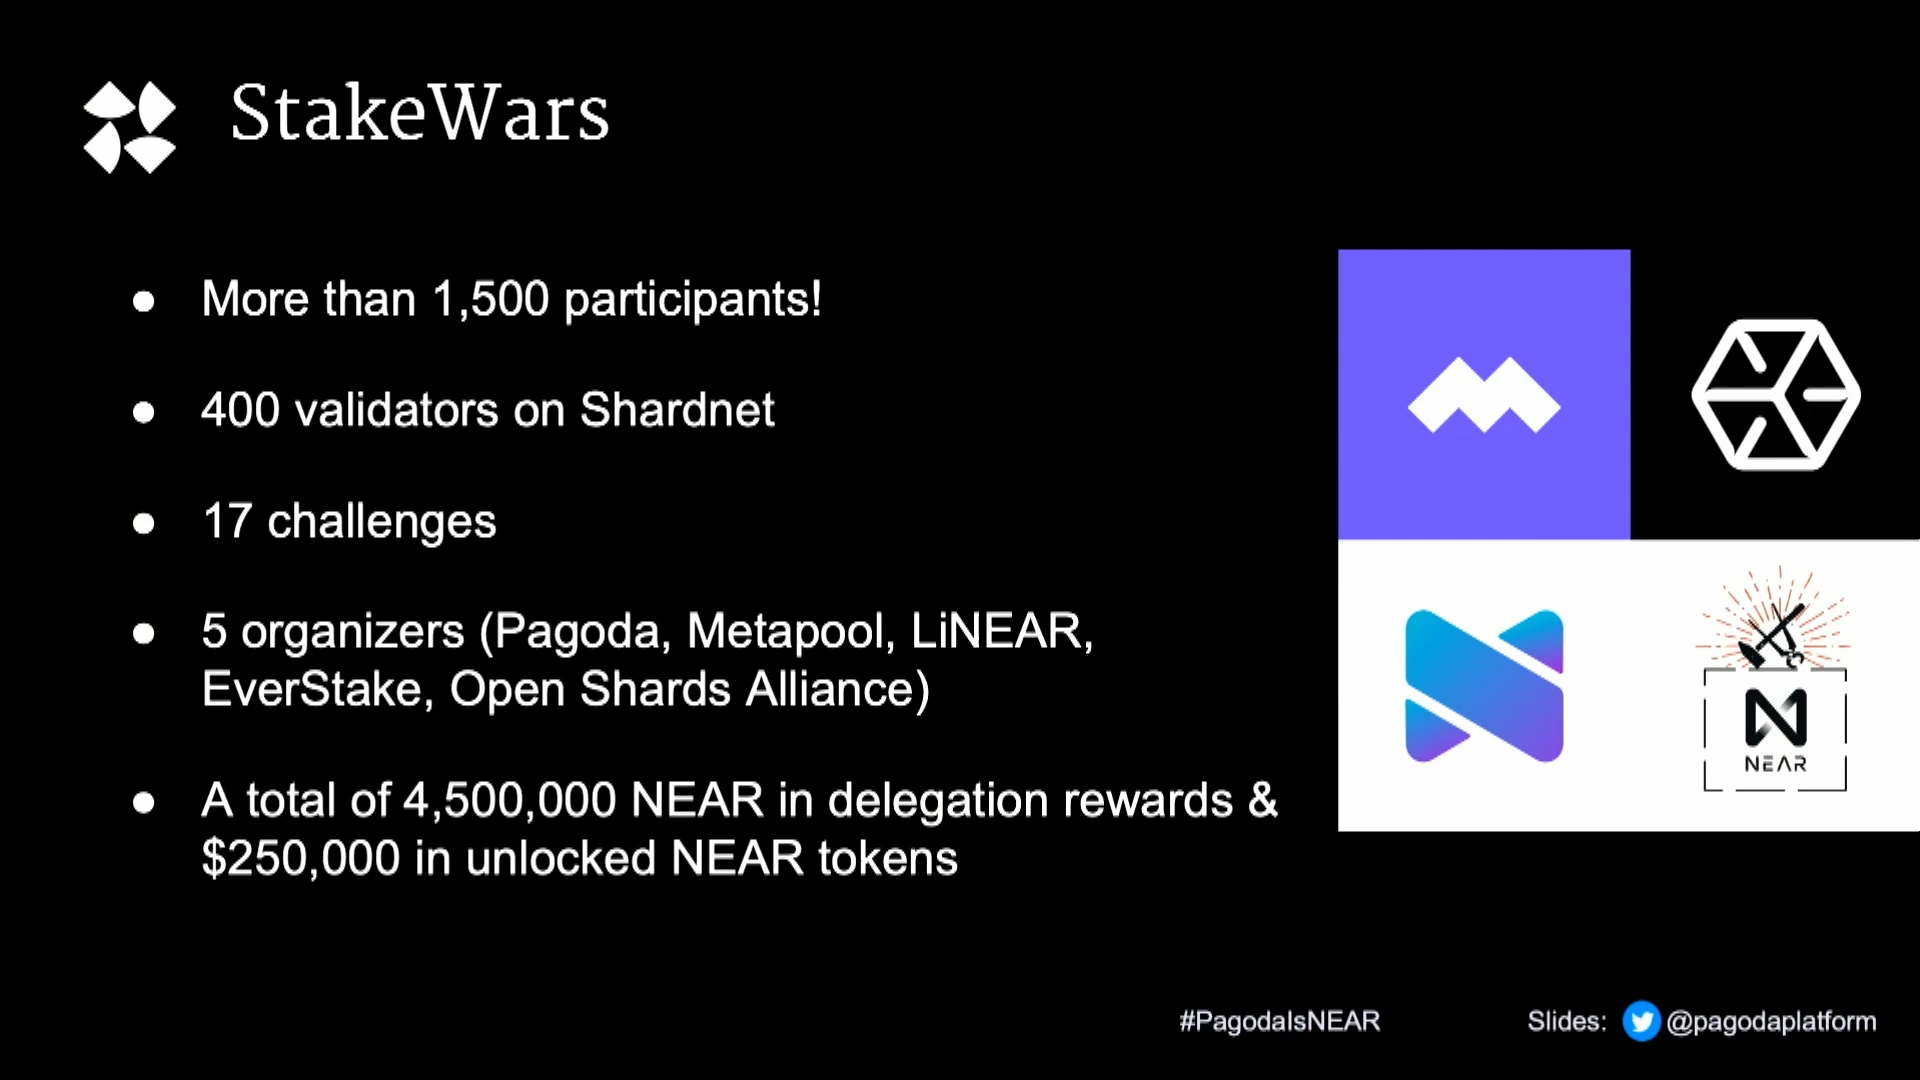 StakeWars
● More than 1,500 participants!
● 400 validators on Shardnet
● 17 challenges
● 5 organizers (Pagoda, Metapool, LiNEAR,
EverStake, Open Shards Alliance)
● A total of 4,500,000 NEAR in delegation rewards &
$250,000 in unlocked NEAR tokens
NEAR
#PagodaIsNEAR
Slides: @pagodaplatform